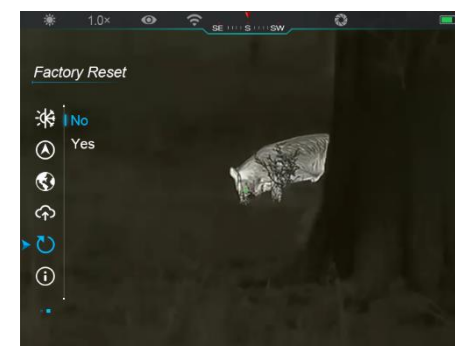 1.0×
SE S SW
Factory Reset
No
Yes